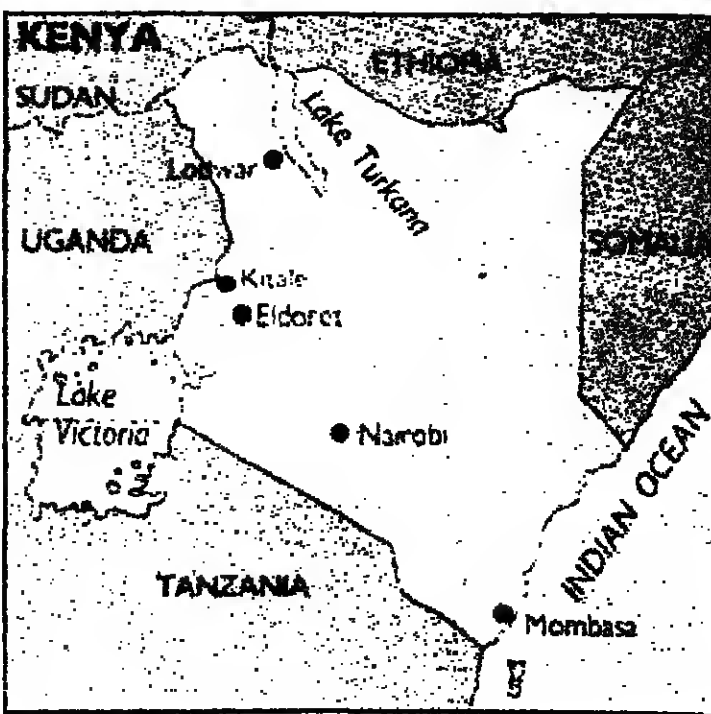 KENYA
SUDAN
ETHIOPIA
Lake Turkana
Lodwar
UGANDA
SOMALIA
Kitale
Eldoret
Lake
Victoria
Nairobi
INDIAN OCEAN
TANZANIA
Mombasa